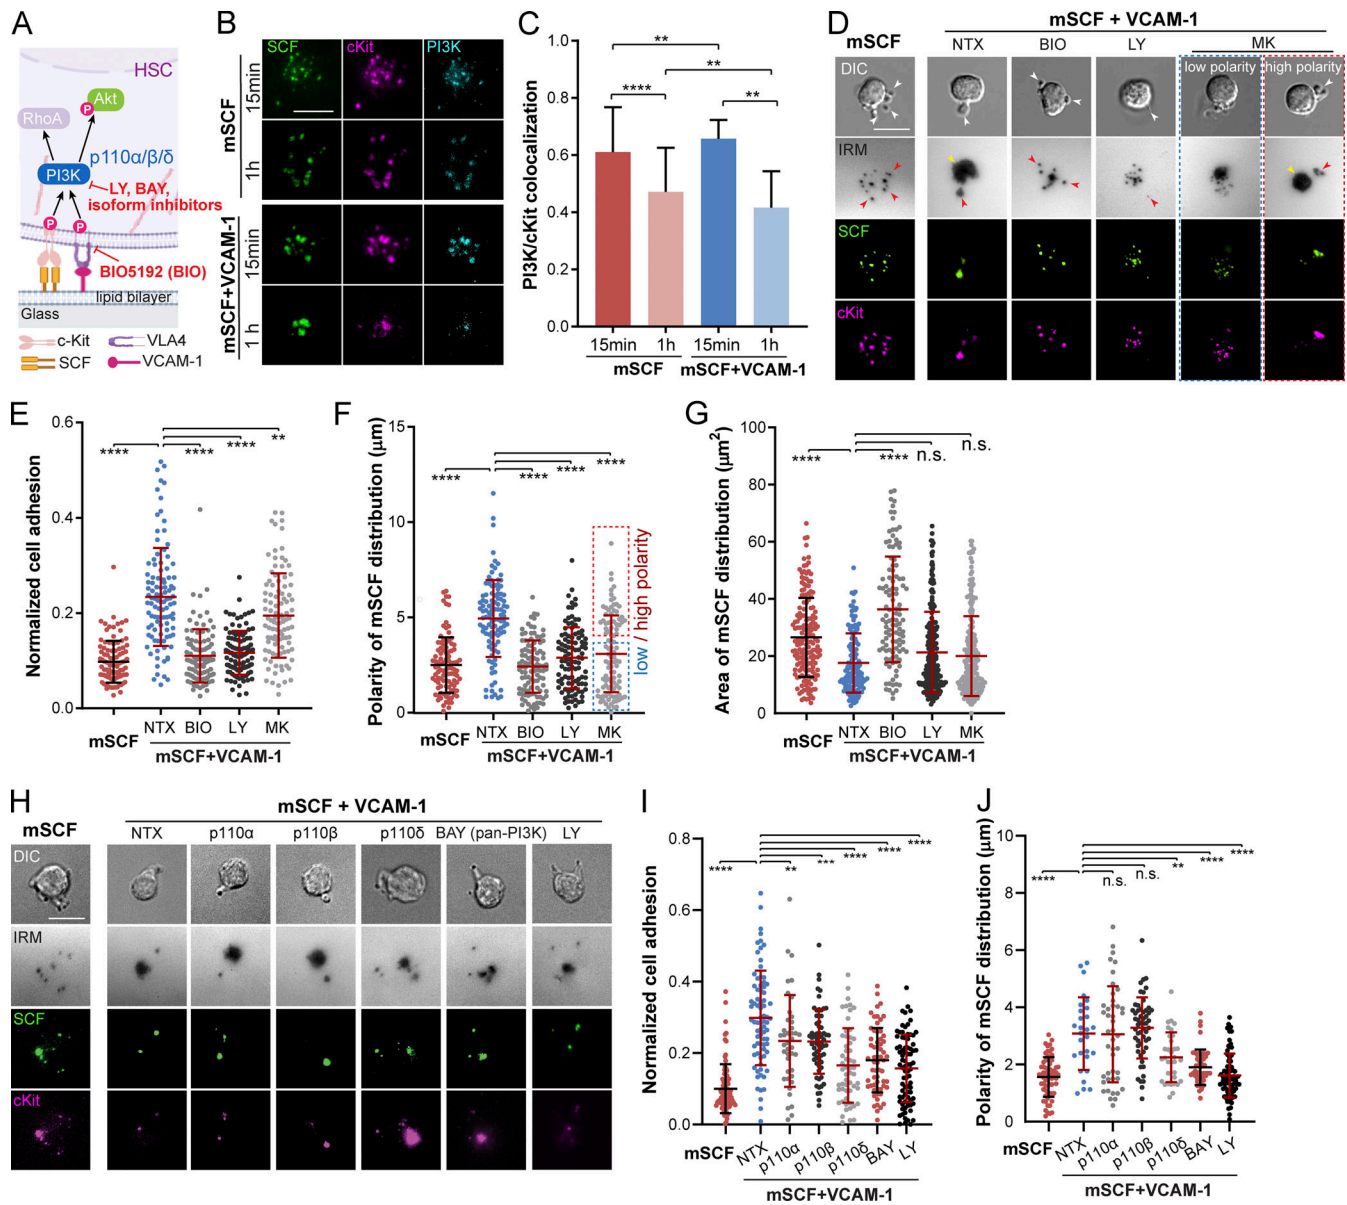 A
HSC
Akt
P
RhoA
p110α/β/δ
PI3K
LY, BAY,
isoform inhibitors
P
P
BIO5192 (BIO)
lipid bilayer
Glass
c-Kit
VLA4
SCF
VCAM-1
B
SCF
cKit
PI3K
mSCF
15min
1h
mSCF+VCAM-1
15min
1 h
C
PI3K/cKit colocalization
1.0
0.8
0.6
0.4
0.2
0.0
**
**
****
**
15min
1h
15min
1h
mSCF
mSCF+VCAM-1
D
mSCF + VCAM-1
mSCF
NTX
BIO
LY
MK
DIC
low polarity
high polarity
IRM
SCF
cKit
E
Normalized cell adhesion
0.6
0.4
0.2
0.0
****
****
****
**
mSCF
NTX
BIO
LY
MK
mSCF+VCAM-1
F
Polarity of mSCF distribution (μm)
15
10
5
0
****
****
****
****
low / high polarity
mSCF
NTX
BIO
LY
MK
mSCF+VCAM-1
G
Area of mSCF distribution (μm²)
100
80
60
40
20
0
****
****
n.s.
n.s.
mSCF
NTX
BIO
LY
MK
mSCF+VCAM-1
H
mSCF + VCAM-1
mSCF
NTX
p110α
p110β
p110δ
BAY (pan-PI3K)
LY
DIC
IRM
SCF
cKit
I
Normalized cell adhesion
0.8
0.6
0.4
0.2
0.0
****
**
***
****
****
****
mSCF
NTX
p110α
p110β
p110δ
BAY
LY
mSCF+VCAM-1
J
Polarity of mSCF distribution (μm)
10
8
6
4
2
0
****
n.s.
n.s.
**
****
****
mSCF
NTX
p110α
p110β
p110δ
BAY
LY
mSCF+VCAM-1